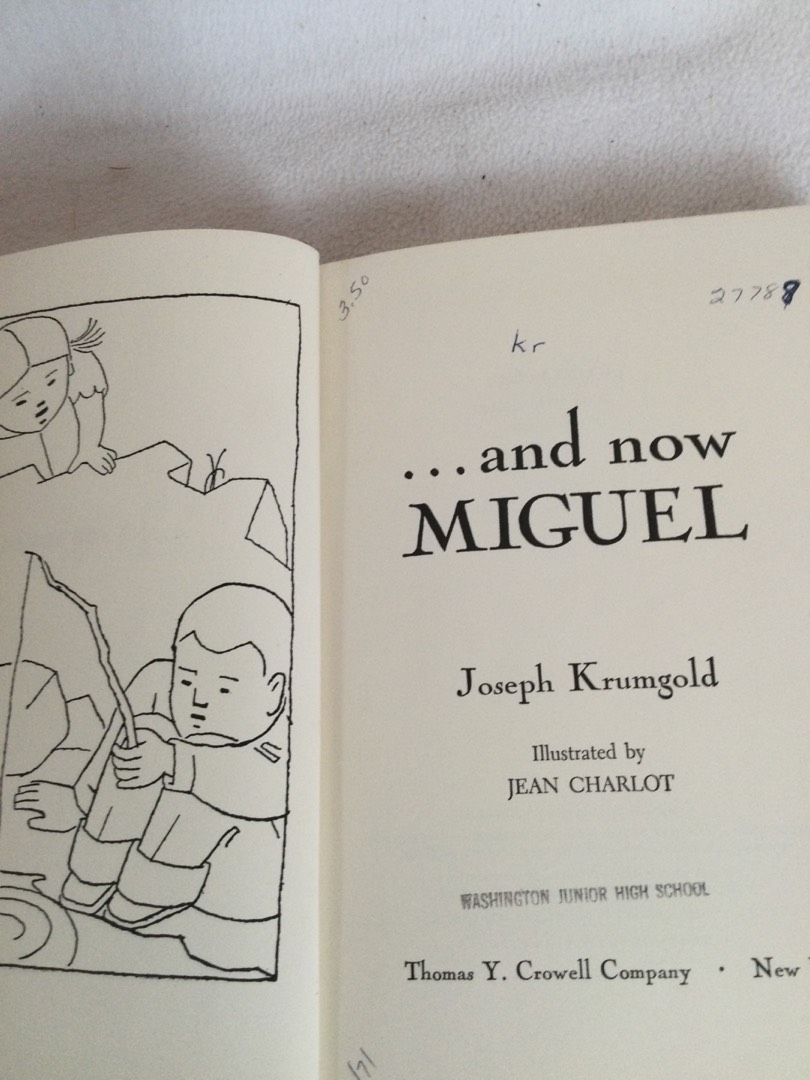 3.50
27788
kr
...and now
MIGUEL
Joseph Krumgold
Illustrated by
JEAN CHARLOT
WASHINGTON JUNIOR HIGH SCHOOL
Thomas Y. Crowell Company · New